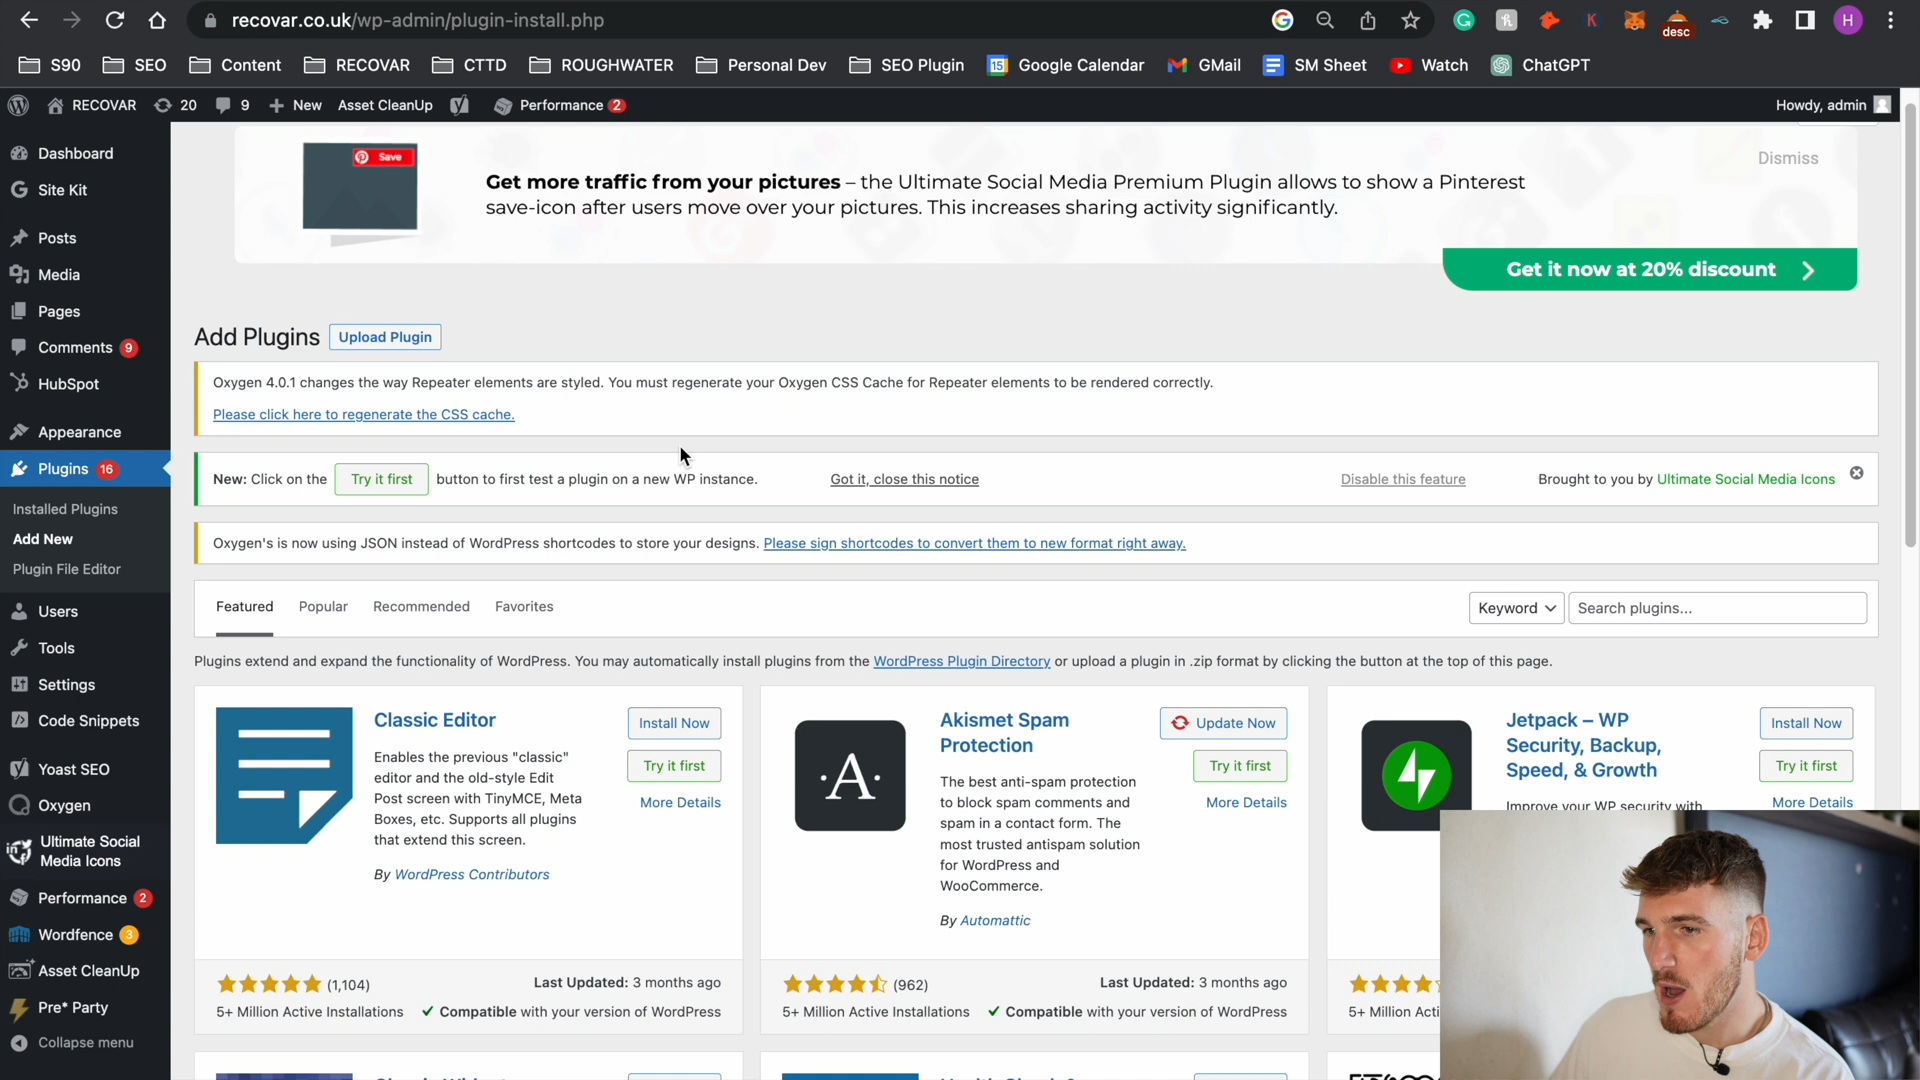 recovar.co.uk/wp-admin/plugin-install.php
desc
H
S90 SEO Content RECOVAR CTTD ROUGHWATER Personal Dev SEO Plugin 15 Google Calendar GMail SM Sheet Watch ChatGPT
RECOVAR 20 9 New Asset CleanUp Performance 2 Howdy, admin
Dashboard
Site Kit
Posts
Media
Pages
Comments 9
HubSpot
Appearance
Plugins 16
Installed Plugins
Add New
Plugin File Editor
Users
Tools
Settings
Code Snippets
Yoast SEO
Oxygen
Ultimate Social
Media Icons
Performance 2
Wordfence 3
Asset CleanUp
Pre* Party
Collapse menu
Save
Get more traffic from your pictures – the Ultimate Social Media Premium Plugin allows to show a Pinterest
save-icon after users move over your pictures. This increases sharing activity significantly.
Dismiss
Get it now at 20% discount
Add Plugins Upload Plugin
Oxygen 4.0.1 changes the way Repeater elements are styled. You must regenerate your Oxygen CSS Cache for Repeater elements to be rendered correctly.
Please click here to regenerate the CSS cache.
New: Click on the Try it first button to first test a plugin on a new WP instance. Got it, close this notice Disable this feature Brought to you by Ultimate Social Media Icons
Oxygen's is now using JSON instead of WordPress shortcodes to store your designs. Please sign shortcodes to convert them to new format right away.
Featured Popular Recommended Favorites Keyword Search plugins...
Plugins extend and expand the functionality of WordPress. You may automatically install plugins from the WordPress Plugin Directory or upload a plugin in .zip format by clicking the button at the top of this page.
Classic Editor
Install Now
Try it first
More Details
Enables the previous "classic"
editor and the old-style Edit
Post screen with TinyMCE, Meta
Boxes, etc. Supports all plugins
that extend this screen.
By WordPress Contributors
(1,104) Last Updated: 3 months ago
5+ Million Active Installations Compatible with your version of WordPress
·A·
Akismet Spam
Protection
Update Now
Try it first
More Details
The best anti-spam protection
to block spam comments and
spam in a contact form. The
most trusted antispam solution
for WordPress and
WooCommerce.
By Automattic
(962) Last Updated: 3 months ago
5+ Million Active Installations Compatible with your version of WordPress
Jetpack – WP
Security, Backup,
Speed, & Growth
Install Now
Try it first
More Details
Improve your WP security with
5+ Million Acti